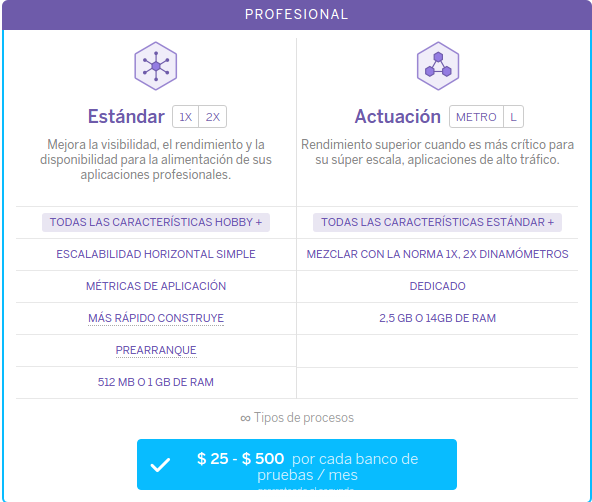 PROFESIONAL
Estándar 1X 2X
Mejora la visibilidad, el rendimiento y la
disponibilidad para la alimentación de sus
aplicaciones profesionales.
TODAS LAS CARACTERÍSTICAS HOBBY +
ESCALABILIDAD HORIZONTAL SIMPLE
MÉTRICAS DE APLICACIÓN
MÁS RÁPIDO CONSTRUYE
PREARRANQUE
512 MB O 1 GB DE RAM
Actuación METRO L
Rendimiento superior cuando es más crítico para
su súper escala, aplicaciones de alto tráfico.
TODAS LAS CARACTERÍSTICAS ESTÁNDAR +
MEZCLAR CON LA NORMA 1X, 2X DINAMÓMETROS
DEDICADO
2,5 GB O 14GB DE RAM
∞ Tipos de procesos
$ 25 - $ 500 por cada banco de
pruebas / mes